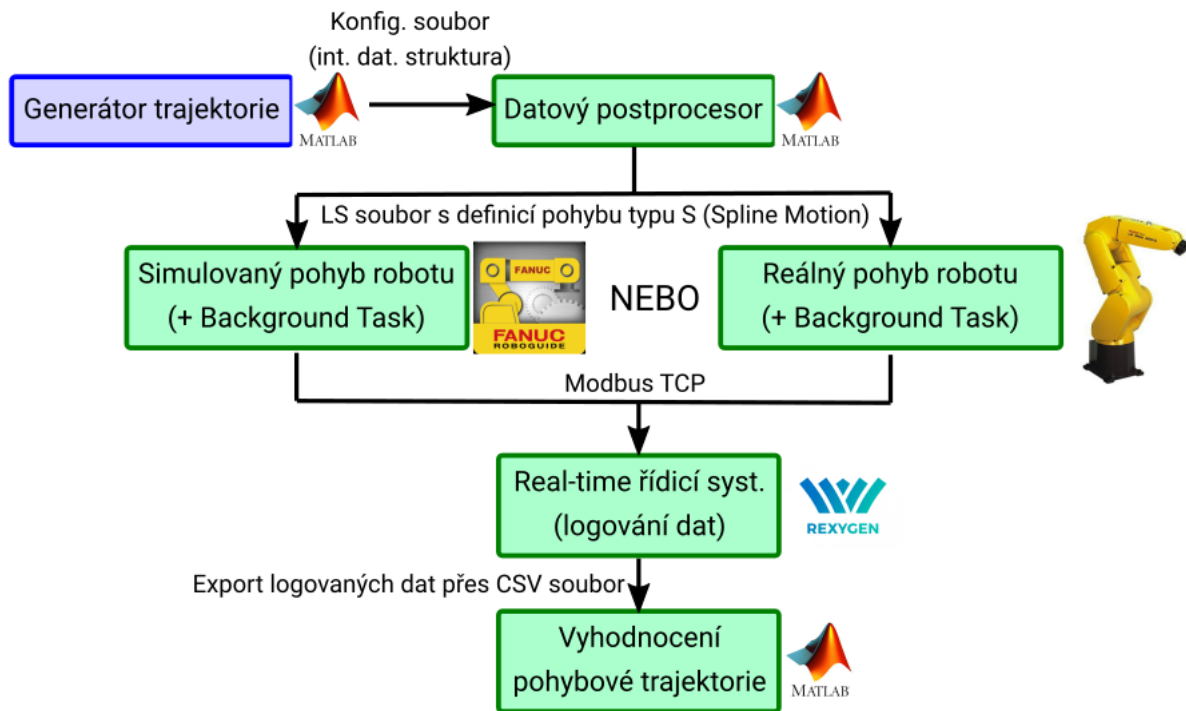 Konfig. soubor
(int. dat. struktura)
Generátor trajektorie
MATLAB
Datový postprocesor
MATLAB
LS soubor s definicí pohybu typu S (Spline Motion)
Simulovaný pohyb robotu
(+ Background Task)
FANUC
FANUC
ROBOGUIDE
NEBO
Reálný pohyb robotu
(+ Background Task)
Modbus TCP
Real-time řídicí syst.
(logování dat)
REXYGEN
Export logovaných dat přes CSV soubor
Vyhodnocení
pohybové trajektorie
MATLAB